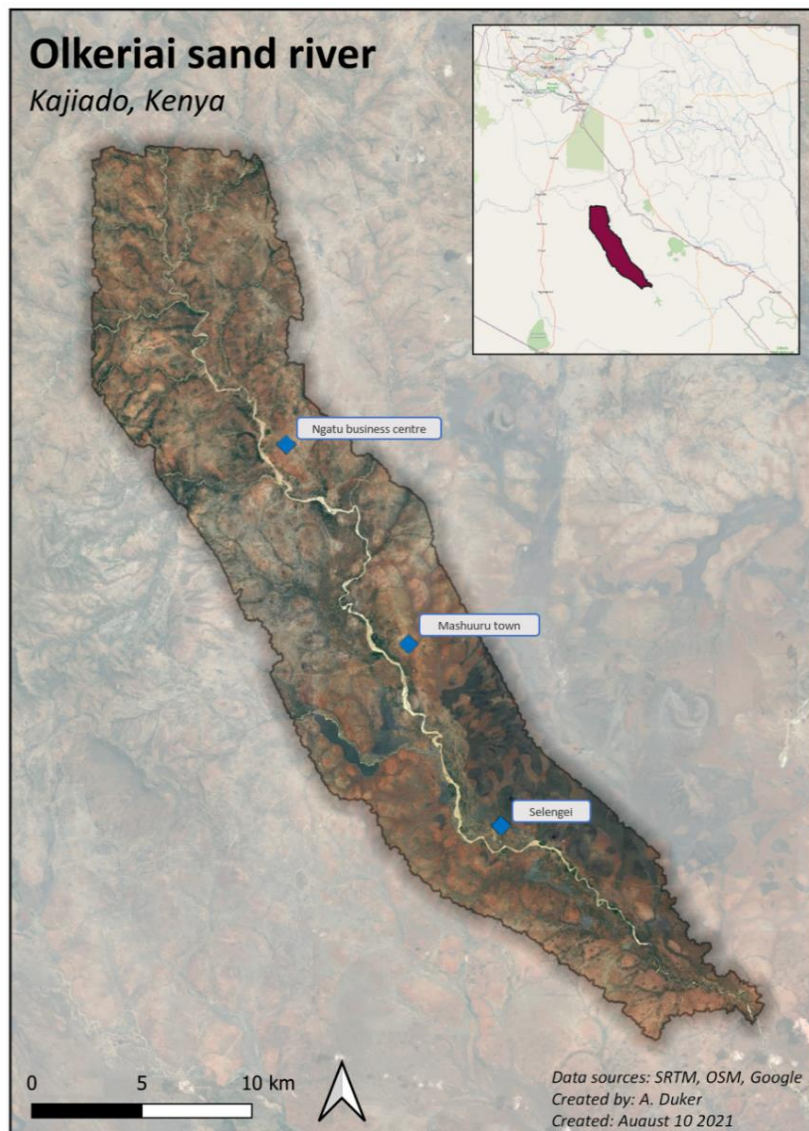 Olkeriai sand river
Kajiado, Kenya
Ngatu business centre
Mashuuru town
Selengei
0 5 10 km
Data sources: SRTM, OSM, Google
Created by: A. Duker
Created: August 10 2021